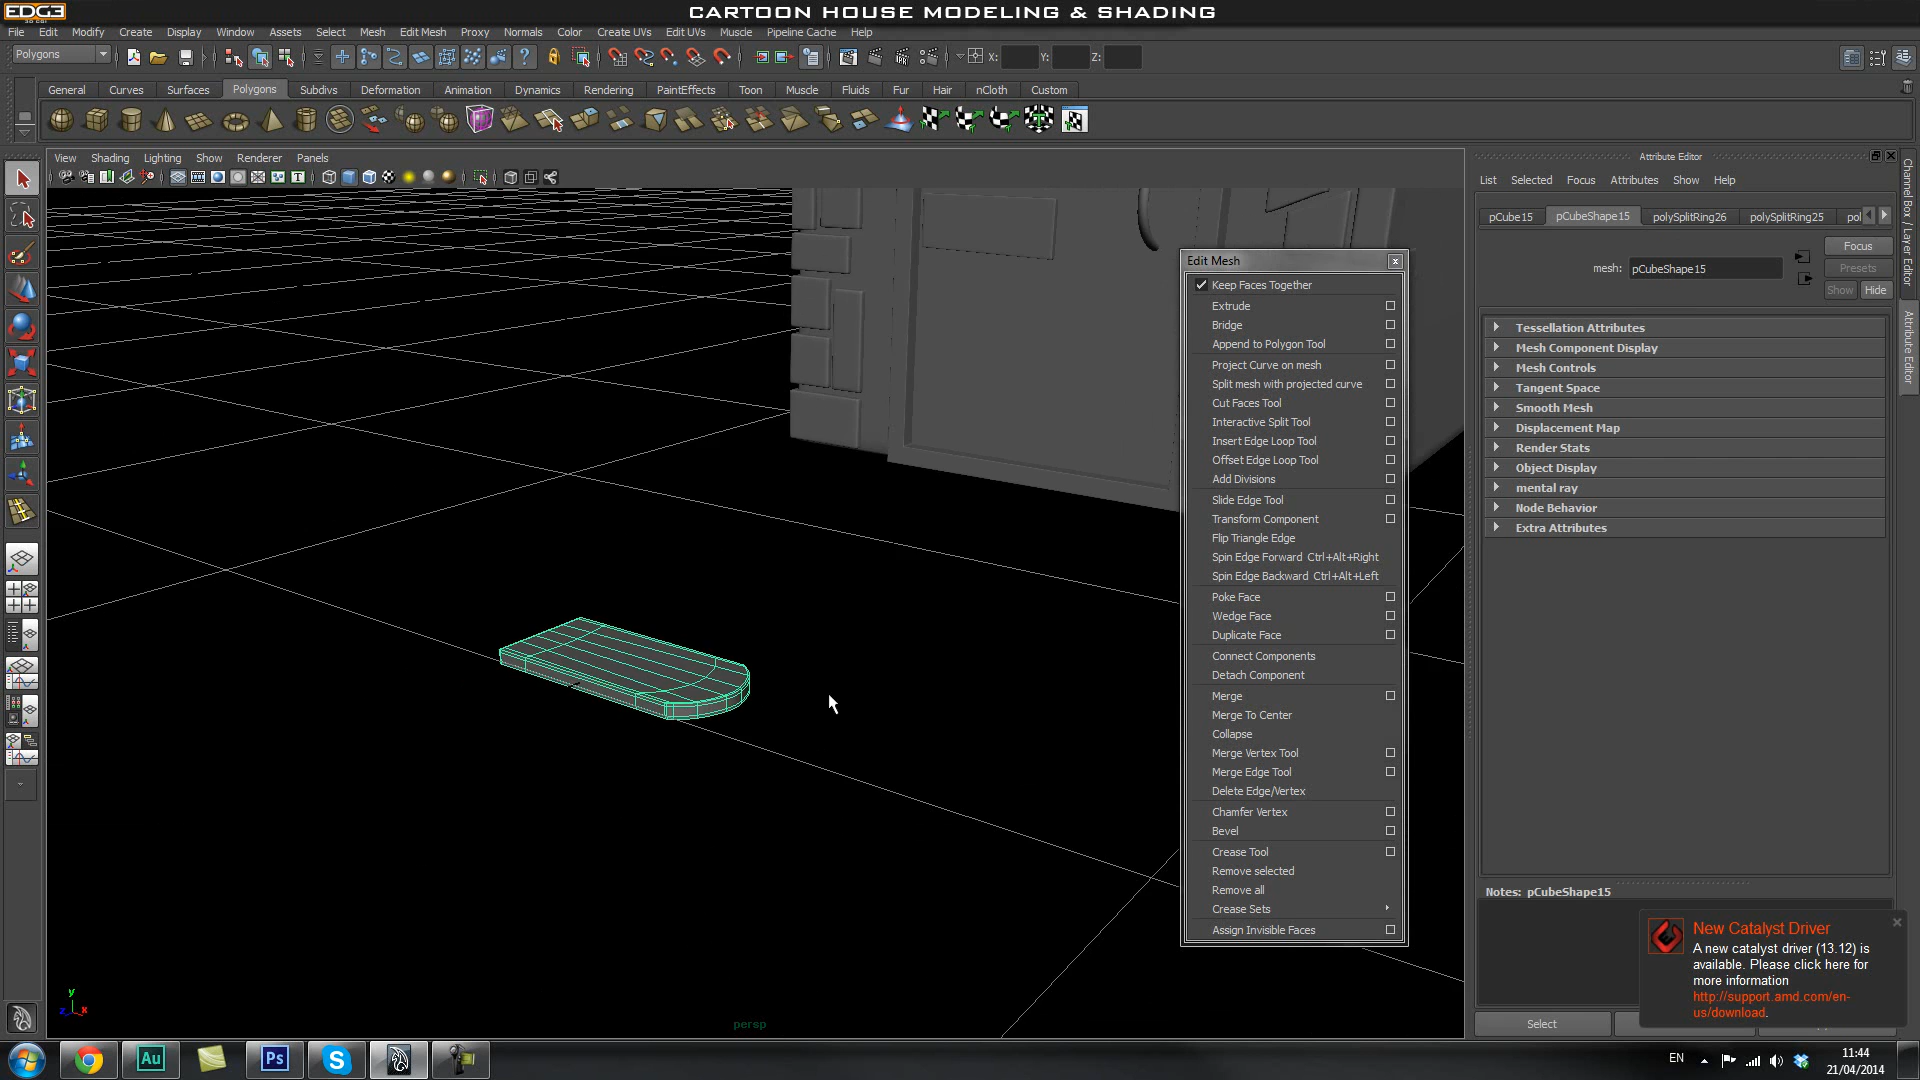 EDG3
CARTOON HOUSE MODELING & SHADING
File Edit Modify Create Display Window Assets Select Mesh Edit Mesh Proxy Normals Color Create UVs Edit UVs Muscle Pipeline Cache Help
Polygons
X: Y: Z:
General Curves Surfaces Polygons Subdivs Deformation Animation Dynamics Rendering PaintEffects Toon Muscle Fluids Fur Hair nCloth Custom
View Shading Lighting Show Renderer Panels
Edit Mesh
Keep Faces Together
Extrude
Bridge
Append to Polygon Tool
Project Curve on mesh
Split mesh with projected curve
Cut Faces Tool
Interactive Split Tool
Insert Edge Loop Tool
Offset Edge Loop Tool
Add Divisions
Slide Edge Tool
Transform Component
Flip Triangle Edge
Spin Edge Forward Ctrl+Alt+Right
Spin Edge Backward Ctrl+Alt+Left
Poke Face
Wedge Face
Duplicate Face
Connect Components
Detach Component
Merge
Merge To Center
Collapse
Merge Vertex Tool
Merge Edge Tool
Delete Edge/Vertex
Chamfer Vertex
Bevel
Crease Tool
Remove selected
Remove all
Crease Sets
Assign Invisible Faces
y
z x
persp
Attribute Editor
List Selected Focus Attributes Show Help
pCube15 pCubeShape15 polySplitRing26 polySplitRing25 pol
Focus
mesh: pCubeShape15
Presets
Show Hide
Tessellation Attributes
Mesh Component Display
Mesh Controls
Tangent Space
Smooth Mesh
Displacement Map
Render Stats
Object Display
mental ray
Node Behavior
Extra Attributes
Notes: pCubeShape15
Select
Channel Box / Layer Editor
Attribute Editor
New Catalyst Driver
A new catalyst driver (13.12) is
available. Please click here for
more information
http://support.amd.com/en-
us/download.
Au
Ps
S
EN
11:44
21/04/2014